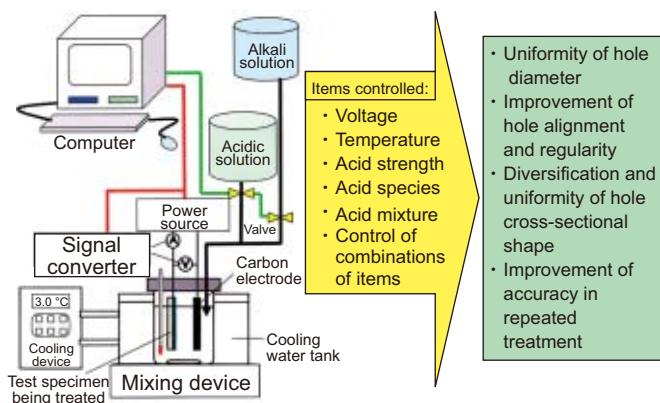 Computer
Alkali
solution
Acidic
solution
Power
source
Valve
Signal
converter
A
V
Carbon
electrode
3.0 °C
Cooling
device
Cooling
water tank
Test specimen
being treated
Mixing device
Items controlled:
・Voltage
・Temperature
・Acid strength
・Acid species
・Acid mixture
・Control of
combinations
of items
・Uniformity of hole
diameter
・Improvement of
hole alignment
and regularity
・Diversification and
uniformity of hole
cross-sectional
shape
・Improvement of
accuracy in
repeated
treatment